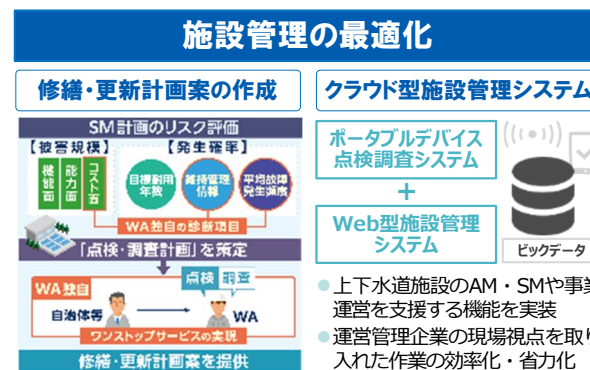 施設管理の最適化
修繕・更新計画案の作成
SM計画のリスク評価
【被害規模】
【発生確率】
機能面
能力面
コスト面
目標耐用
年数
維持管理
情報
平均故障
発生頻度
WA独自の診断項目
「点検・調査計画」を策定
WA独自
点検 調査
自治体等
WA
ワンストップサービスの実現
修繕・更新計画案を提供
クラウド型施設管理システム
ポータブルデバイス
点検調査システム
+
Web型施設管理
システム
ビックデータ
上下水道施設のAM・SMや事業
運営を支援する機能を実装
運営管理企業の現場視点を取り
入れた作業の効率化・省力化